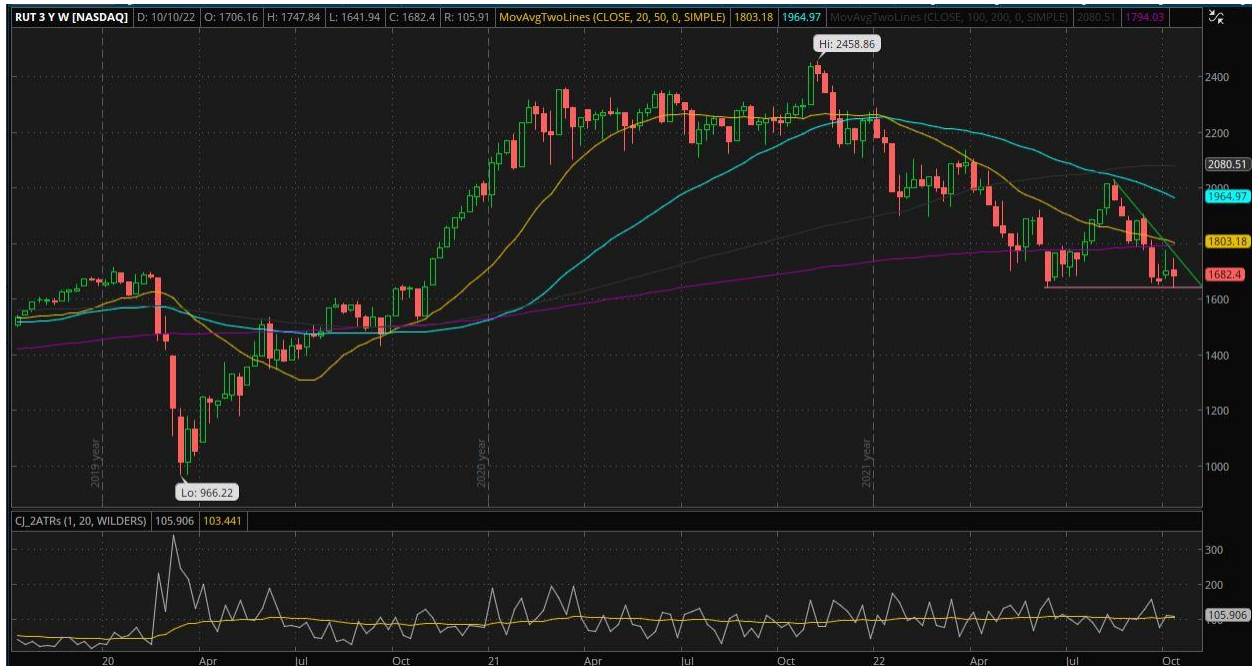 RUT 3 Y W [NASDAQ] D: 10/10/22 O: 1706.16 H: 1747.84 L: 1641.94 C: 1682.4 R: 105.91 MovAvgTwoLines (CLOSE, 20, 50, 0, SIMPLE) 1803.18 1964.97 MovAvgTwoLines (CLOSE, 100, 200, 0, SIMPLE) 2080.51 1794.03
Hi: 2458.86
2400
2200
2080.51
2000
1964.97
1803.18
1682.4
1600
1400
1200
1000
2019 year
2020 year
2021 year
Lo: 966.22
CJ_2ATRs (1, 20, WILDERS) 105.906 103.441
300
200
105.906
20 Apr Jul Oct 21 Apr Jul Oct 22 Apr Jul Oct